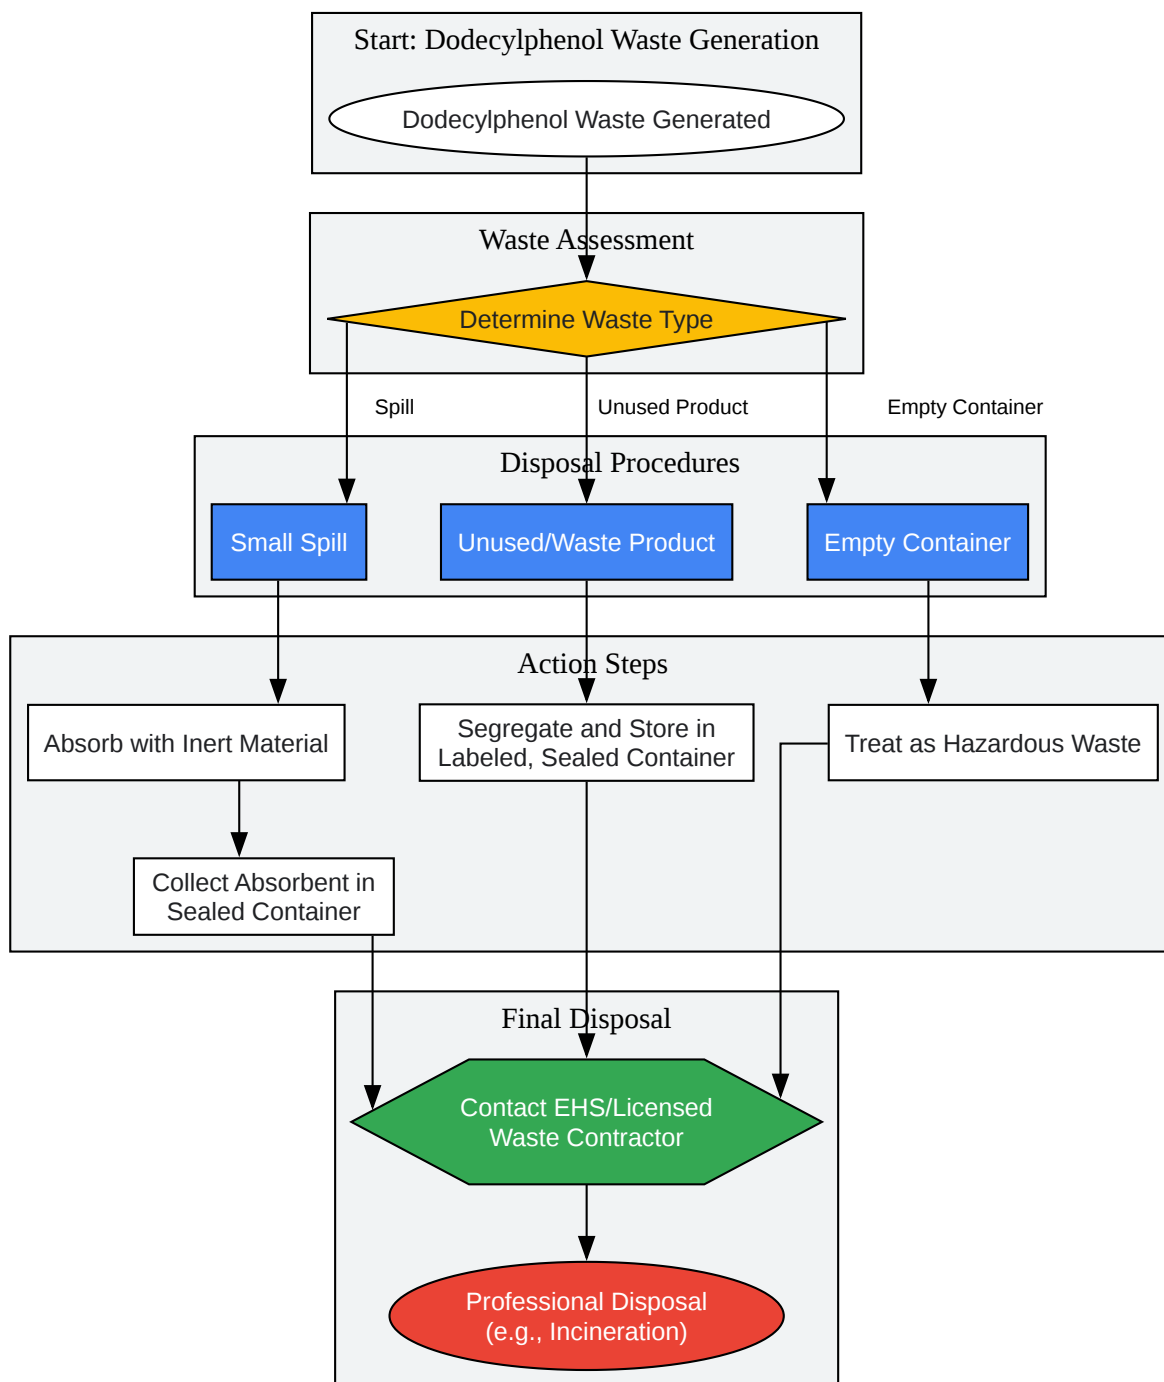 Start: Dodecylphenol Waste Generation
Dodecylphenol Waste Generated
Waste Assessment
Determine Waste Type
Spill
Unused Product
Empty Container
Disposal Procedures
Small Spill
Unused/Waste Product
Empty Container
Action Steps
Absorb with Inert Material
Segregate and Store in
Labeled, Sealed Container
Treat as Hazardous Waste
Collect Absorbent in
Sealed Container
Final Disposal
Contact EHS/Licensed
Waste Contractor
Professional Disposal
(e.g., Incineration)